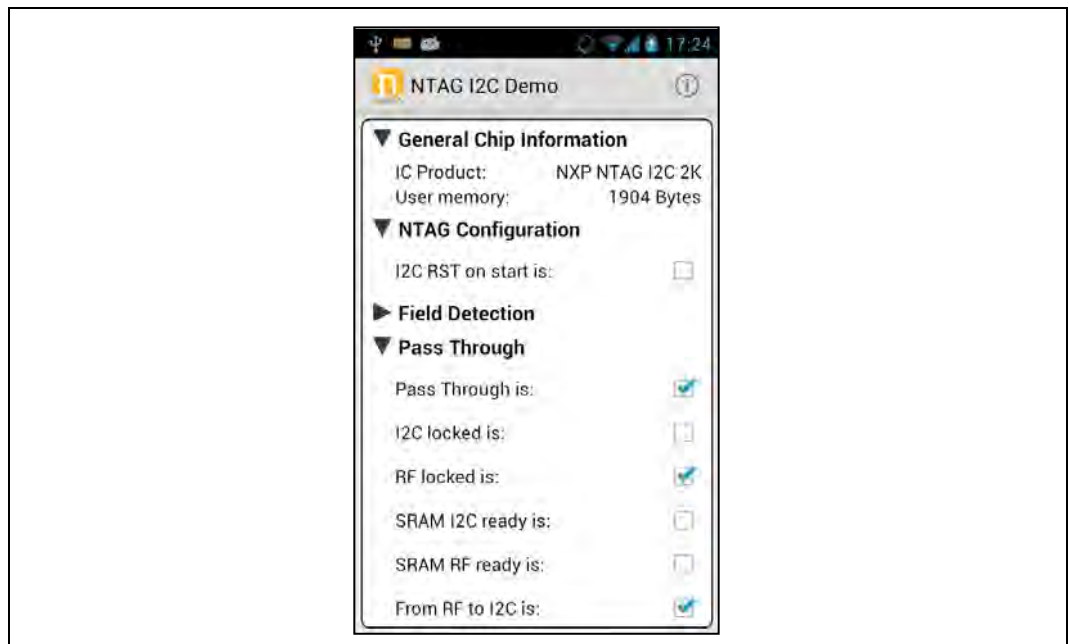 17:24
NTAG I2C Demo
General Chip Information
IC Product: NXP NTAG I2C 2K
User memory: 1904 Bytes
NTAG Configuration
I2C RST on start is:
Field Detection
Pass Through
Pass Through is:
I2C locked is:
RF locked is:
SRAM I2C ready is:
SRAM RF ready is:
From RF to I2C is: